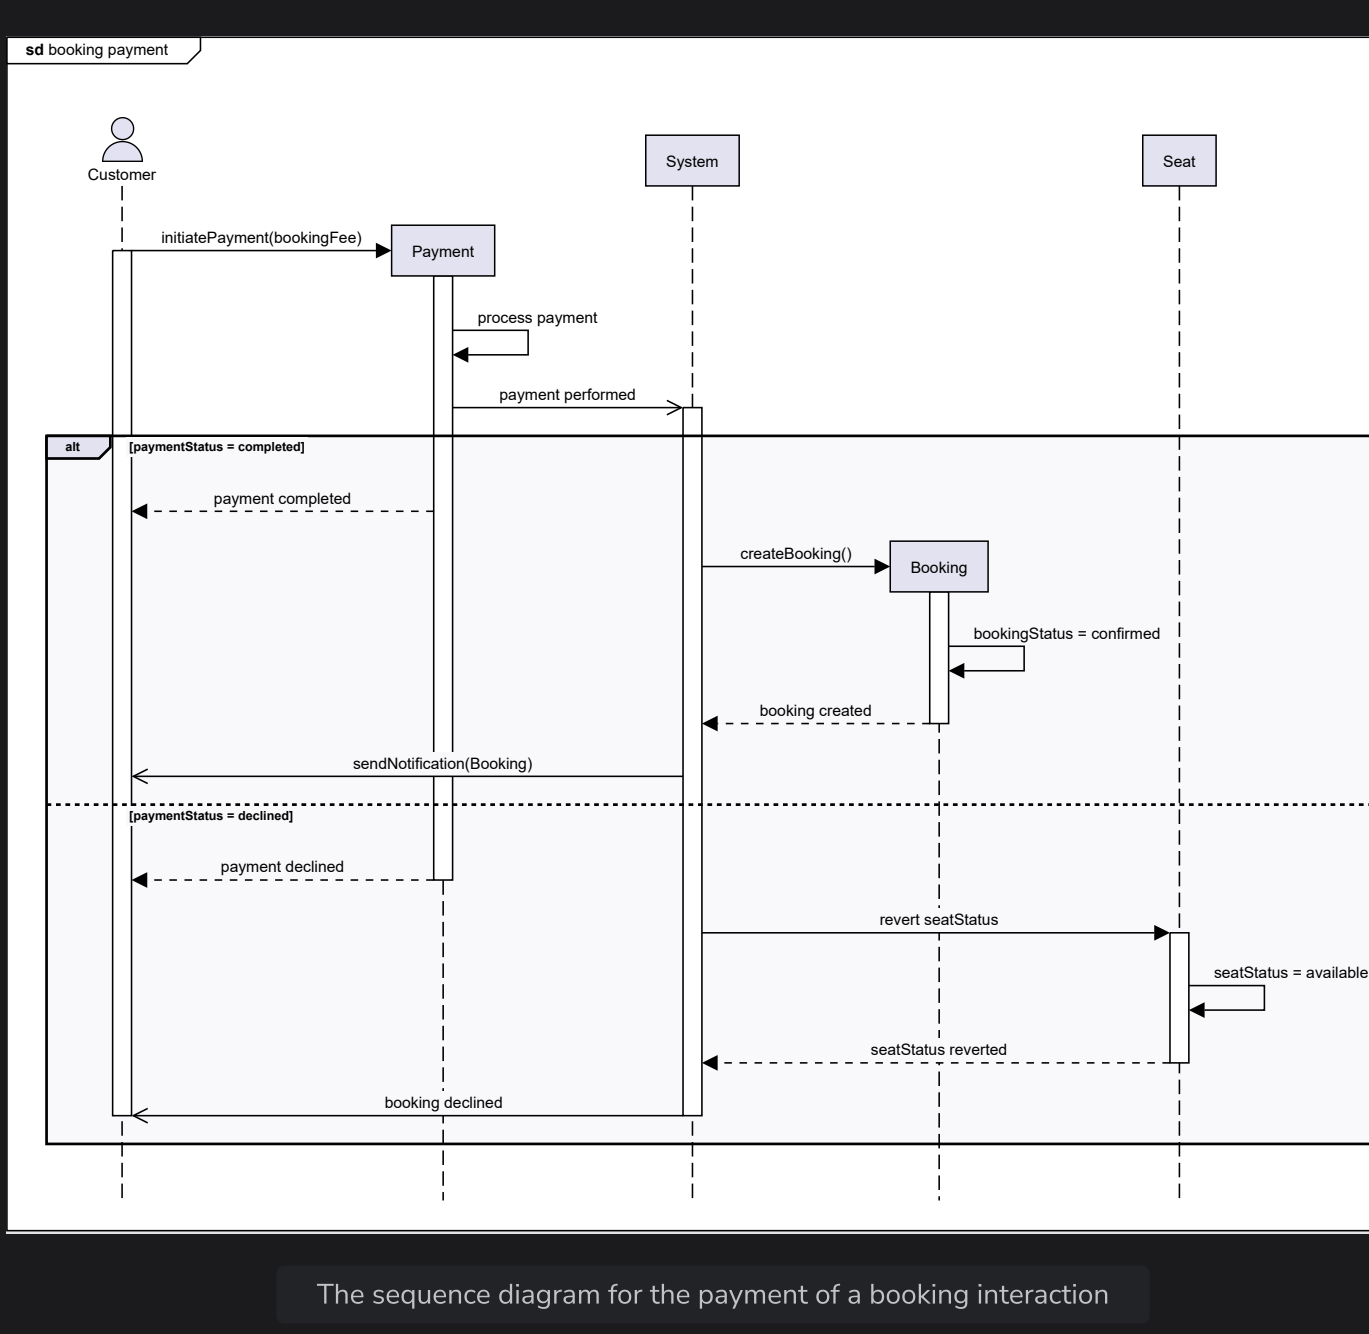 sd booking payment
Customer
System
Seat
initiatePayment(bookingFee)
Payment
process payment
payment performed
alt
[paymentStatus = completed]
payment completed
createBooking()
Booking
bookingStatus = confirmed
booking created
sendNotification(Booking)
[paymentStatus = declined]
payment declined
revert seatStatus
seatStatus = available
seatStatus reverted
booking declined
The sequence diagram for the payment of a booking interaction